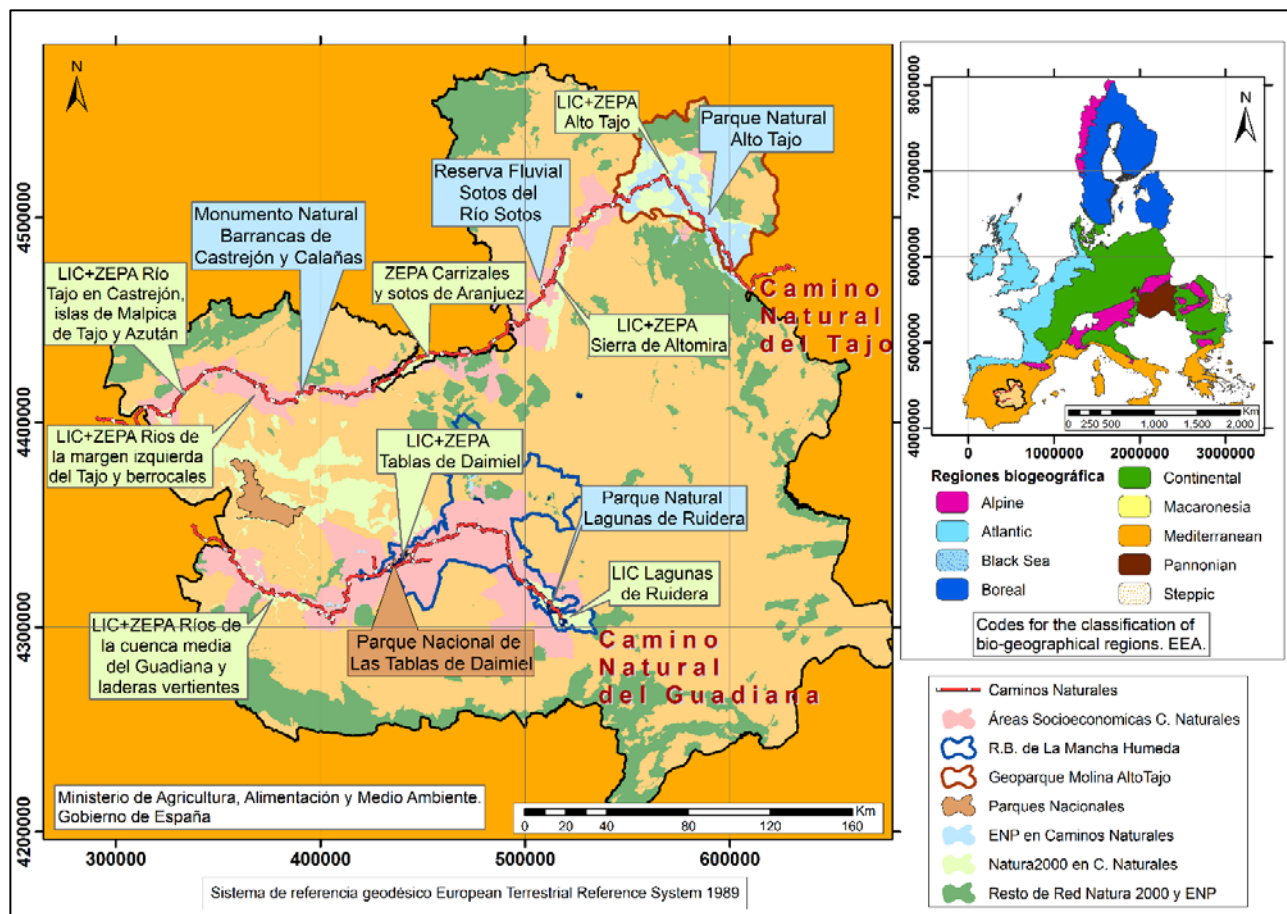 N
LIC+ZEPA
Alto Tajo
Parque Natural
Alto Tajo
Reserva Fluvial
Sotos del
Río Sotos
Monumento Natural
Barrancas de
Castrejón y Calañas
LIC+ZEPA Río
Tajo en Castrejón,
islas de Malpica
de Tajo y Azután
ZEPA Carrizales
y sotos de Aranjuez
Camino
Natural
del Tajo
LIC+ZEPA
Sierra de Altomira
LIC+ZEPA Ríos de
la margen izquierda
del Tajo y berrocales
LIC+ZEPA
Tablas de Daimiel
Parque Natural
Lagunas de Ruidera
LIC Lagunas
de Ruidera
LIC+ZEPA Ríos de
la cuenca media
del Guadiana y
laderas vertientes
Parque Nacional de
Las Tablas de Daimiel
Camino
Natural
del Guadiana
Ministerio de Agricultura, Alimentación y Medio Ambiente.
Gobierno de España
Km
0 20 40 80 120 160
4500000
4400000
4300000
4200000
300000 400000 500000 600000
Sistema de referencia geodésico European Terrestrial Reference System 1989
N
8000000
7000000
6000000
5000000
4000000
Km
0 250 500 1,000 1,500 2,000
0 1000000 2000000 3000000
Regiones biogeográfica
Alpine
Atlantic
Black Sea
Boreal
Continental
Macaronesia
Mediterranean
Pannonian
Steppic
Codes for the classification of
bio-geographical regions. EEA.
Caminos Naturales
Áreas Socioeconomicas C. Naturales
R.B. de La Mancha Humeda
Geoparque Molina AltoTajo
Parques Nacionales
ENP en Caminos Naturales
Natura2000 en C. Naturales
Resto de Red Natura 2000 y ENP